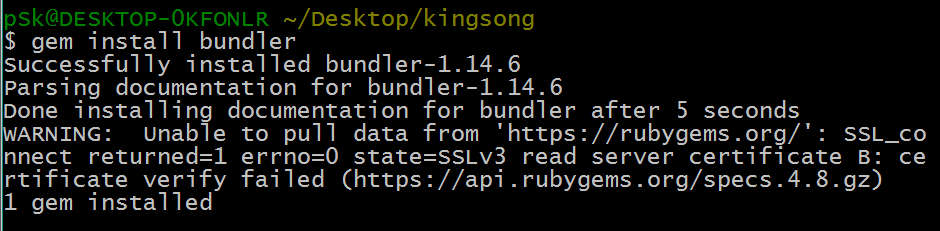 pSk@DESKTOP-0KFONLR ~/Desktop/kingsong
$ gem install bundler
Successfully installed bundler-1.14.6
Parsing documentation for bundler-1.14.6
Done installing documentation for bundler after 5 seconds
WARNING:  Unable to pull data from 'https://rubygems.org/': SSL_co
nnect returned=1 errno=0 state=SSLv3 read server certificate B: ce
rtificate verify failed (https://api.rubygems.org/specs.4.8.gz)
1 gem installed